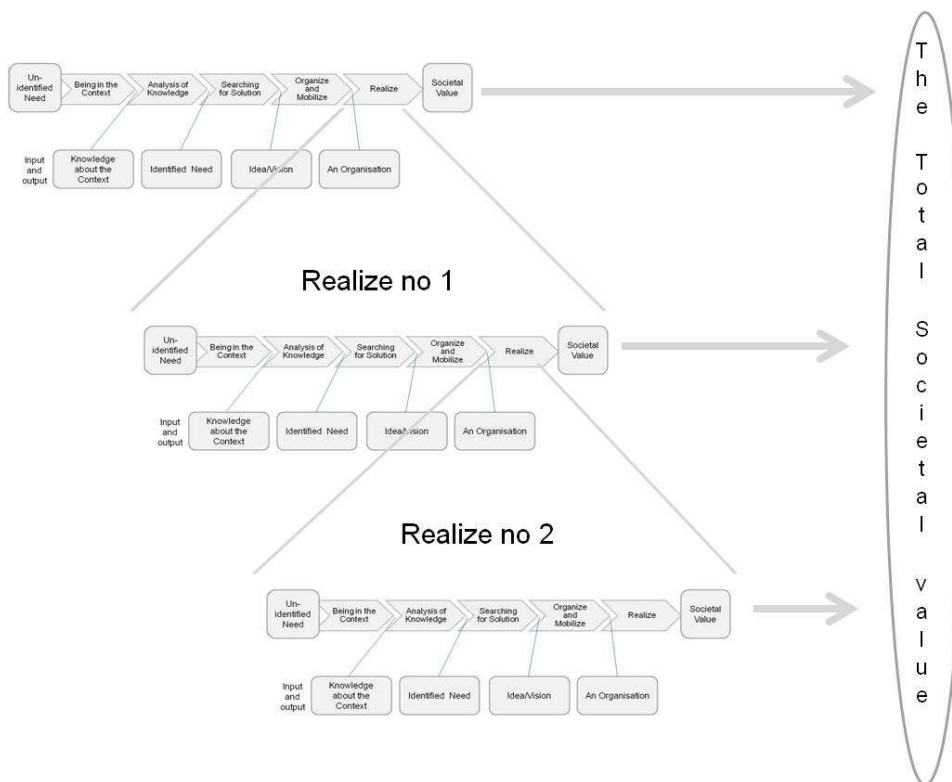 Un-
identified
Need
Being in the
Context
Analysis of
Knowledge
Searching
for Solution
Organize
and
Mobilize
Realize
Societal
Value
Input
and
output
Knowledge
about the
Context
Identified Need
Idea/Vision
An Organisation
Realize no 1
Un-
identified
Need
Being in the
Context
Analysis of
Knowledge
Searching
for Solution
Organize
and
Mobilize
Realize
Societal
Value
Input
and
output
Knowledge
about the
Context
Identified Need
Idea/Vision
An Organisation
Realize no 2
Un-
identified
Need
Being in the
Context
Analysis of
Knowledge
Searching
for Solution
Organize
and
Mobilize
Realize
Societal
Value
Input
and
output
Knowledge
about the
Context
Identified Need
Idea/Vision
An Organisation
The Total Societal value